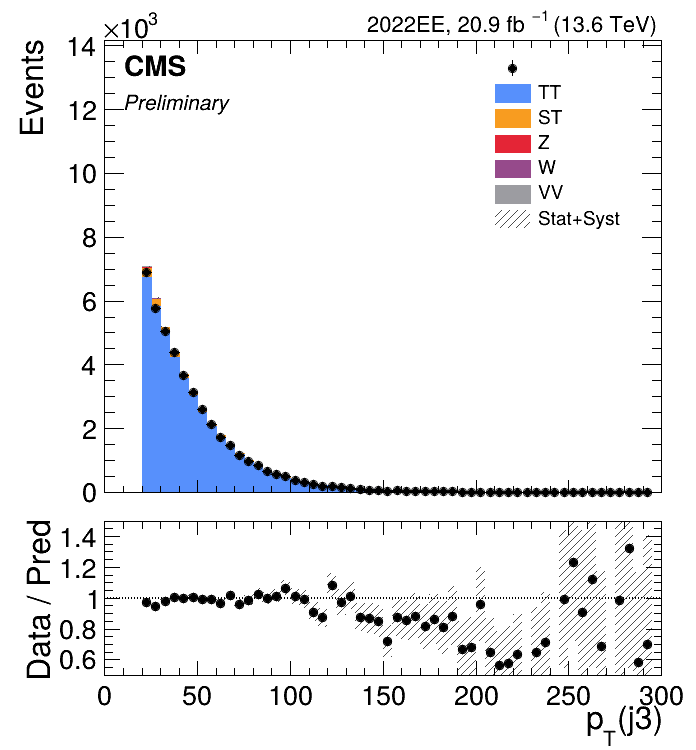 ×10³
2022EE, 20.9 fb⁻¹ (13.6 TeV)
CMS
Preliminary
Events
14
12
10
8
6
4
2
0
TT
ST
Z
W
VV
Stat+Syst
Data / Pred
1.4
1.2
1
0.8
0.6
0 50 100 150 200 250 300
p_T(j3)